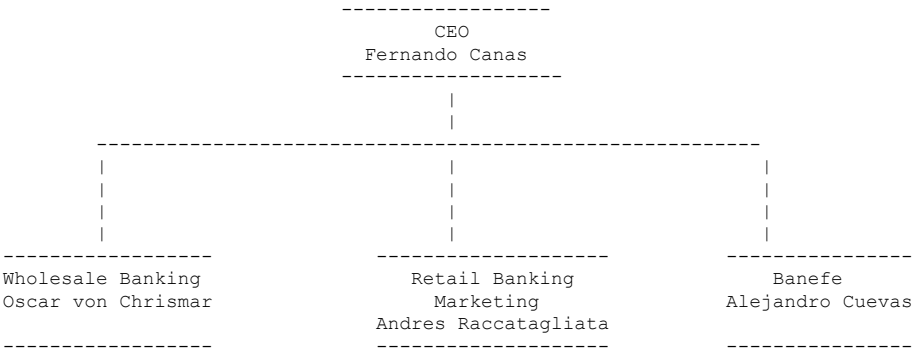 CEO
Fernando Canas
Wholesale Banking
Oscar von Chrismar
Retail Banking
Marketing
Andres Raccatagliata
Banefe
Alejandro Cuevas